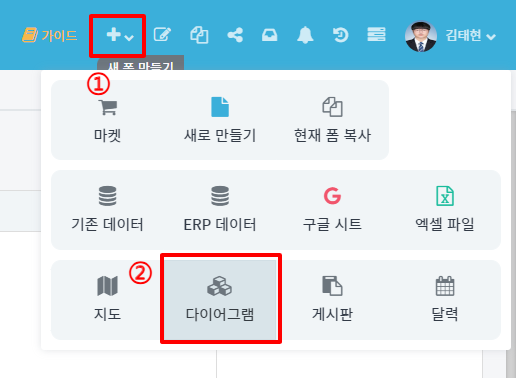 가이드
김태현
새 폼 만들기
①
마켓
새로 만들기
현재 폼 복사
기존 데이터
ERP 데이터
구글 시트
엑셀 파일
②
지도
다이어그램
게시판
달력